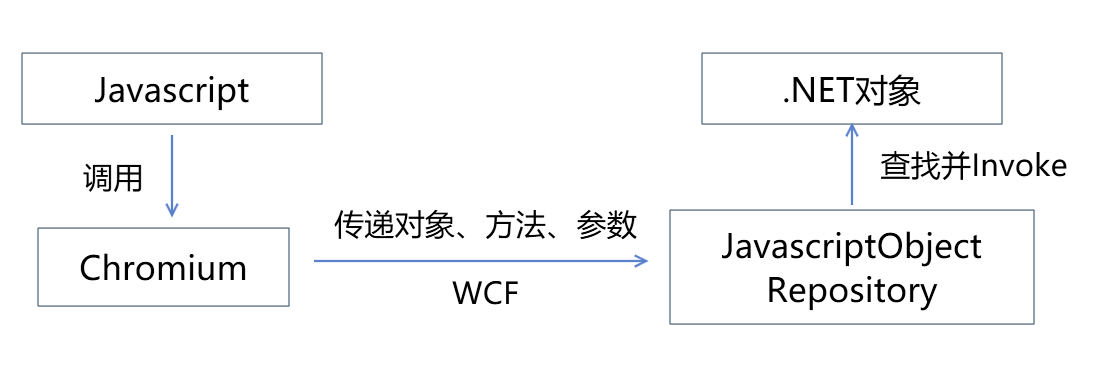 Javascript
.NET对象
调用
查找并Invoke
传递对象、方法、参数
Chromium
WCF
JavascriptObject
Repository